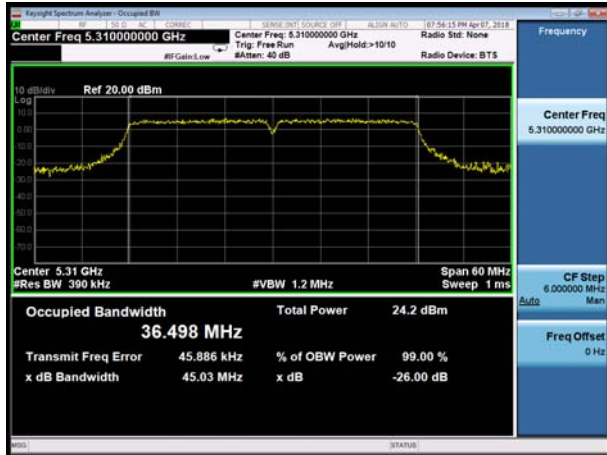 Keysight Spectrum Analyzer - Occupied BW
RF 50 Ω AC CORREC SENSE:INT SOURCE OFF ALIGN AUTO 07:56:15 PM Apr 07, 2018
Center Freq 5.310000000 GHz Center Freq: 5.310000000 GHz Radio Std: None
Trig: Free Run Avg|Hold:>10/10
#IFGain:Low #Atten: 40 dB Radio Device: BTS
10 dB/div Ref 20.00 dBm
Log
10.0
0.00
-10.0
-20.0
-30.0
-40.0
-50.0
-60.0
-70.0
Center 5.31 GHz Span 60 MHz
#Res BW 390 kHz #VBW 1.2 MHz Sweep 1 ms
Occupied Bandwidth Total Power 24.2 dBm
36.498 MHz
Transmit Freq Error 45.886 kHz % of OBW Power 99.00 %
x dB Bandwidth 45.03 MHz x dB -26.00 dB
MSG STATUS
Frequency
Center Freq
5.310000000 GHz
CF Step
6.000000 MHz
Auto Man
Freq Offset
0 Hz